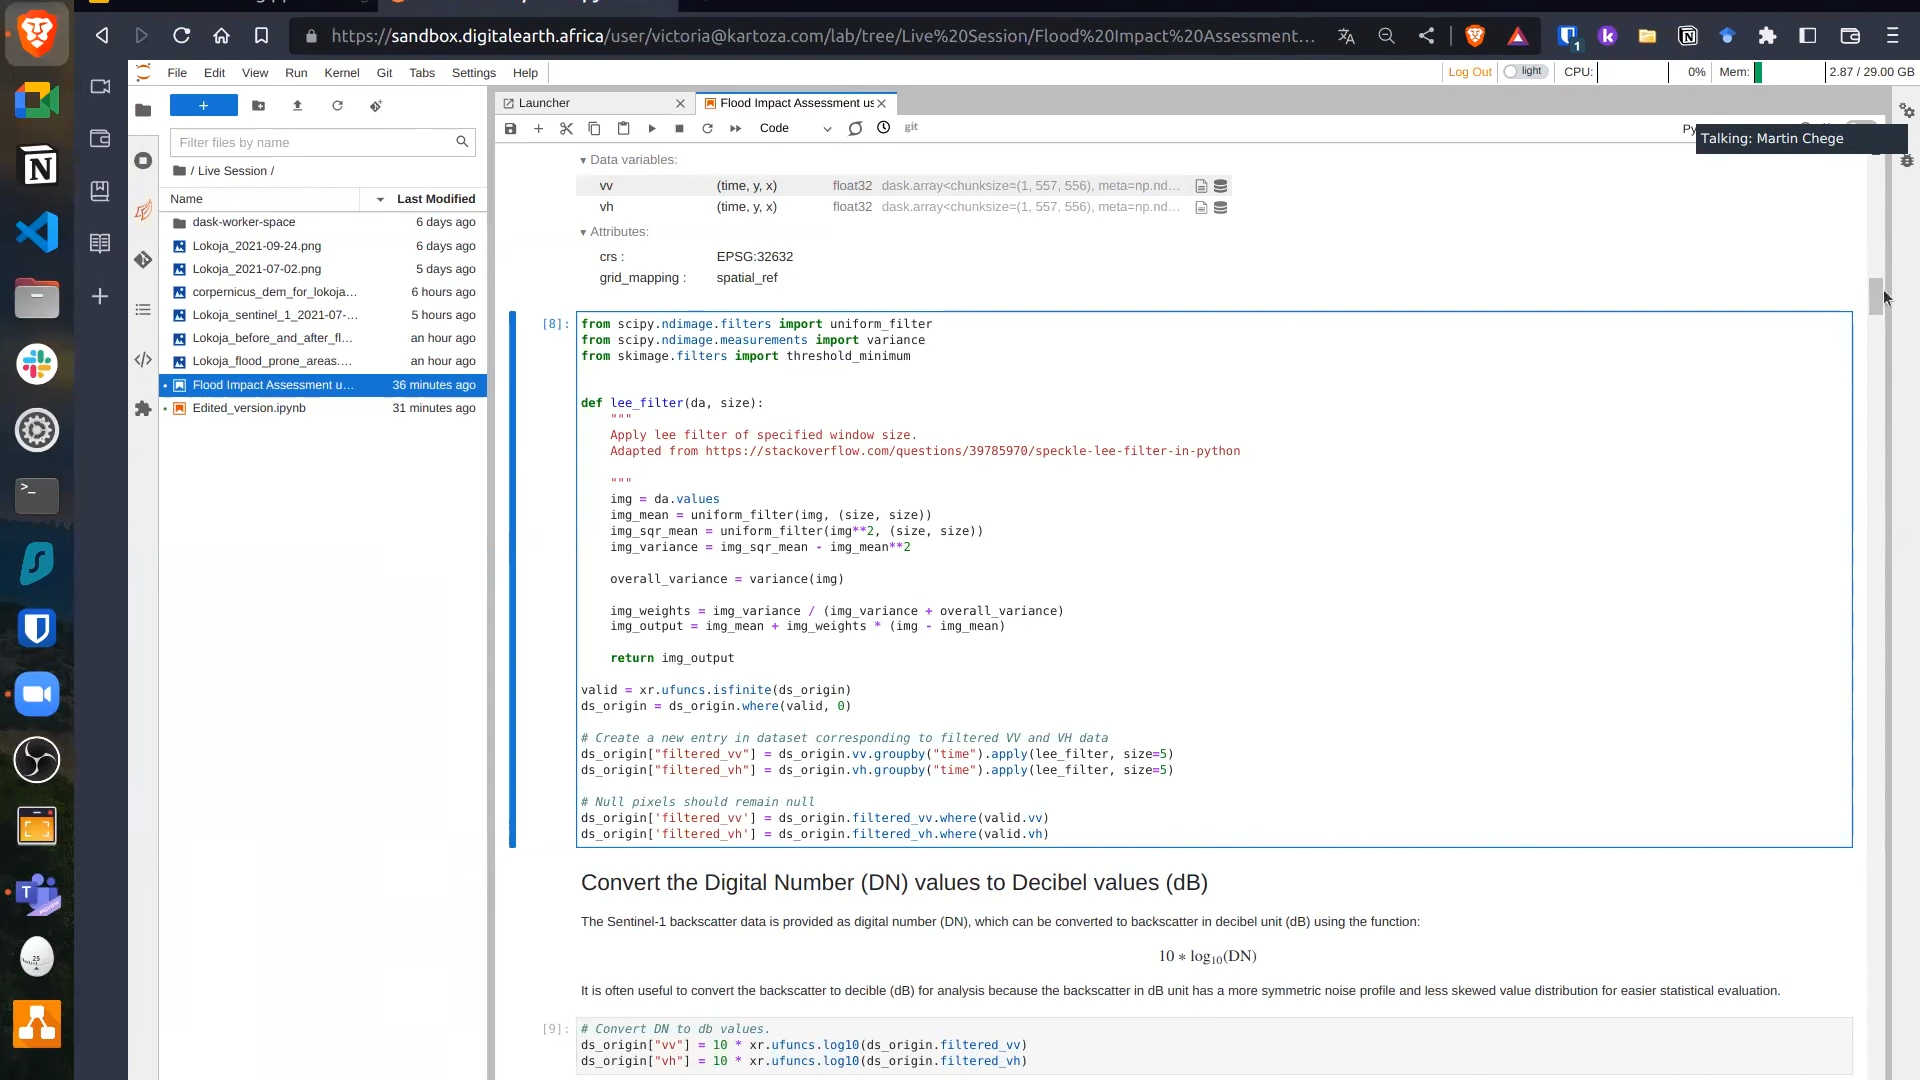 https://sandbox.digitalearth.africa/user/victoria@kartoza.com/lab/tree/Live%20Session/Flood%20Impact%20Assessment...
1
File Edit View Run Kernel Git Tabs Settings Help
Log Out light CPU: 0% Mem: 2.87 / 29.00 GB
Launcher
Flood Impact Assessment us
Code
git
Py
Talking: Martin Chege
Filter files by name
/ Live Session /
Name Last Modified
dask-worker-space 6 days ago
Lokoja_2021-09-24.png 6 days ago
Lokoja_2021-07-02.png 5 days ago
corpernicus_dem_for_lokoja... 6 hours ago
Lokoja_sentinel_1_2021-07-... 5 hours ago
Lokoja_before_and_after_fl... an hour ago
Lokoja_flood_prone_areas.... an hour ago
Flood Impact Assessment u... 36 minutes ago
Edited_version.ipynb 31 minutes ago
Data variables:
vv (time, y, x) float32 dask.array<chunksize=(1, 557, 556), meta=np.nd...
vh (time, y, x) float32 dask.array<chunksize=(1, 557, 556), meta=np.nd...
Attributes:
crs : EPSG:32632
grid_mapping : spatial_ref
[8]:
from scipy.ndimage.filters import uniform_filter
from scipy.ndimage.measurements import variance
from skimage.filters import threshold_minimum
def lee_filter(da, size):
"""
Apply lee filter of specified window size.
Adapted from https://stackoverflow.com/questions/39785970/speckle-lee-filter-in-python
"""
img = da.values
img_mean = uniform_filter(img, (size, size))
img_sqr_mean = uniform_filter(img**2, (size, size))
img_variance = img_sqr_mean - img_mean**2
overall_variance = variance(img)
img_weights = img_variance / (img_variance + overall_variance)
img_output = img_mean + img_weights * (img - img_mean)
return img_output
valid = xr.ufuncs.isfinite(ds_origin)
ds_origin = ds_origin.where(valid, 0)
# Create a new entry in dataset corresponding to filtered VV and VH data
ds_origin["filtered_vv"] = ds_origin.vv.groupby("time").apply(lee_filter, size=5)
ds_origin["filtered_vh"] = ds_origin.vh.groupby("time").apply(lee_filter, size=5)
# Null pixels should remain null
ds_origin['filtered_vv'] = ds_origin.filtered_vv.where(valid.vv)
ds_origin['filtered_vh'] = ds_origin.filtered_vh.where(valid.vh)
Convert the Digital Number (DN) values to Decibel values (dB)
The Sentinel-1 backscatter data is provided as digital number (DN), which can be converted to backscatter in decibel unit (dB) using the function:
10 ∗ log₁₀(DN)
It is often useful to convert the backscatter to decible (dB) for analysis because the backscatter in dB unit has a more symmetric noise profile and less skewed value distribution for easier statistical evaluation.
[9]:
# Convert DN to db values.
ds_origin["vv"] = 10 * xr.ufuncs.log10(ds_origin.filtered_vv)
ds_origin["vh"] = 10 * xr.ufuncs.log10(ds_origin.filtered_vh)